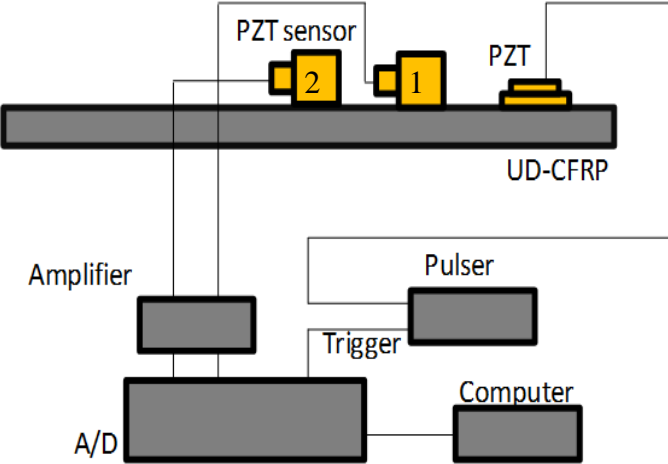 PZT sensor
PZT
2
1
UD-CFRP
Amplifier
Pulser
Trigger
Computer
A/D